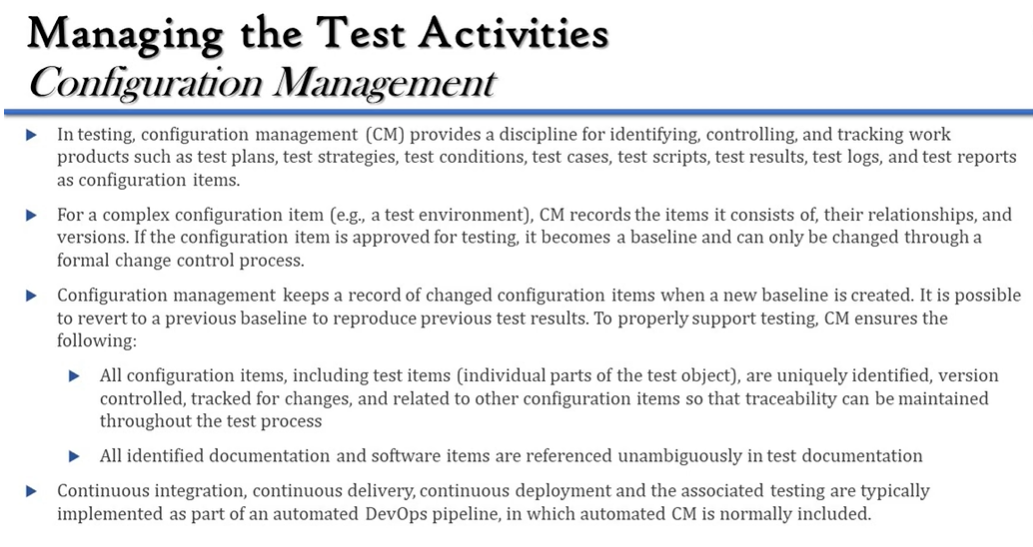 Managing the Test Activities
Configuration Management
In testing, configuration management (CM) provides a discipline for identifying, controlling, and tracking work
products such as test plans, test strategies, test conditions, test cases, test scripts, test results, test logs, and test reports
as configuration items.
For a complex configuration item (e.g., a test environment), CM records the items it consists of, their relationships, and
versions. If the configuration item is approved for testing, it becomes a baseline and can only be changed through a
formal change control process.
Configuration management keeps a record of changed configuration items when a new baseline is created. It is possible
to revert to a previous baseline to reproduce previous test results. To properly support testing, CM ensures the
following:
All configuration items, including test items (individual parts of the test object), are uniquely identified, version
controlled, tracked for changes, and related to other configuration items so that traceability can be maintained
throughout the test process
All identified documentation and software items are referenced unambiguously in test documentation
Continuous integration, continuous delivery, continuous deployment and the associated testing are typically
implemented as part of an automated DevOps pipeline, in which automated CM is normally included.